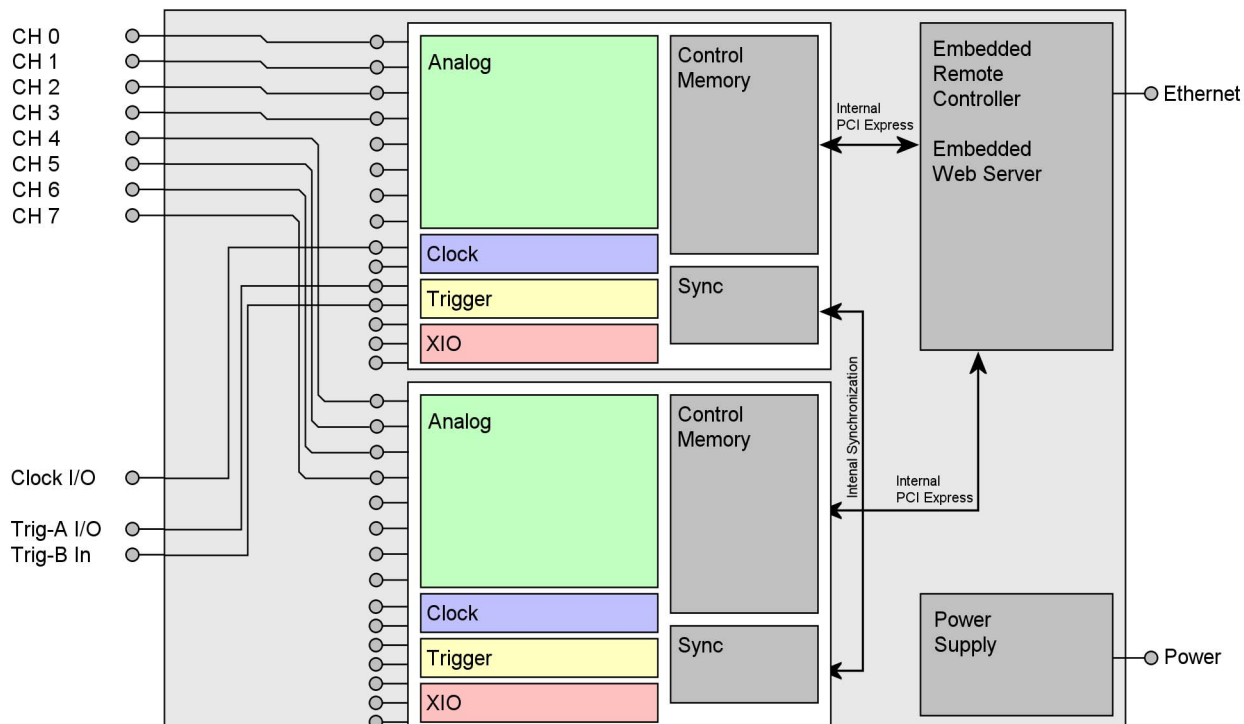 CH 0
CH 1
CH 2
CH 3
CH 4
CH 5
CH 6
CH 7
Clock I/O
Trig-A I/O
Trig-B In
Analog
Clock
Trigger
XIO
Control
Memory
Sync
Internal
PCI Express
Embedded
Remote
Controller
Embedded
Web Server
Ethernet
Analog
Clock
Trigger
XIO
Control
Memory
Sync
Intenal Synchronization
Internal
PCI Express
Power
Supply
Power